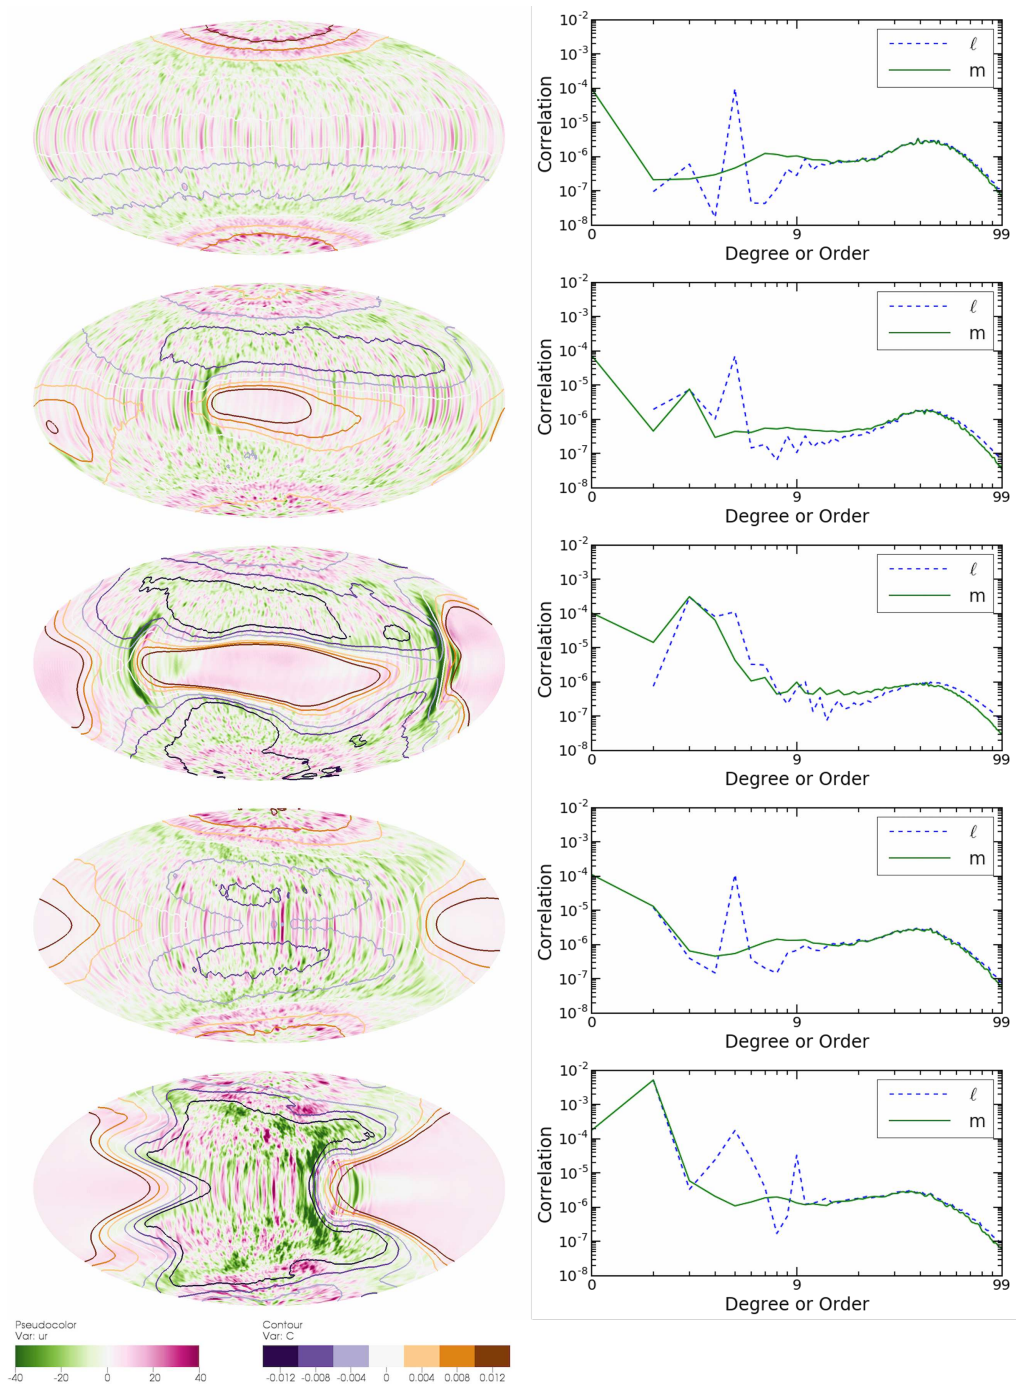 10^-2
10^-3
10^-4
10^-5
10^-6
10^-7
10^-8
Correlation
ℓ
m
0 9 99
Degree or Order
10^-2
10^-3
10^-4
10^-5
10^-6
10^-7
10^-8
Correlation
ℓ
m
0 9 99
Degree or Order
10^-2
10^-3
10^-4
10^-5
10^-6
10^-7
10^-8
Correlation
ℓ
m
0 9 99
Degree or Order
10^-2
10^-3
10^-4
10^-5
10^-6
10^-7
10^-8
Correlation
ℓ
m
0 9 99
Degree or Order
10^-2
10^-3
10^-4
10^-5
10^-6
10^-7
10^-8
Correlation
ℓ
m
0 9 99
Degree or Order
Pseudocolor
Var: ur
-40 -20 0 20 40
Contour
Var: C
-0.012 -0.008 -0.004 0 0.004 0.008 0.012